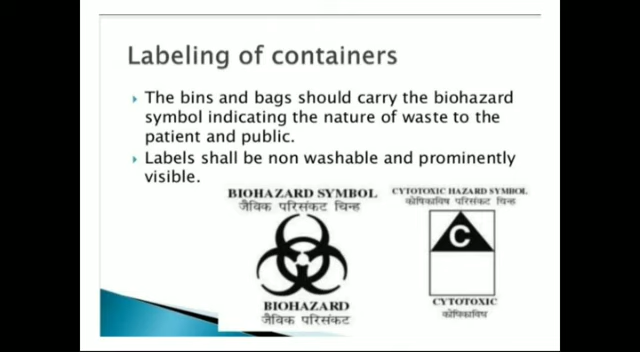 Labeling of containers
The bins and bags should carry the biohazard
symbol indicating the nature of waste to the
patient and public.
Labels shall be non washable and prominently
visible.
BIOHAZARD SYMBOL
जैविक परिसंकट चिन्ह
CYTOTOXIC HAZARD SYMBOL
कोषिकाविष परिसंकट चिन्ह
C
BIOHAZARD
जैविक परिसंकट
CYTOTOXIC
कोषिकाविष